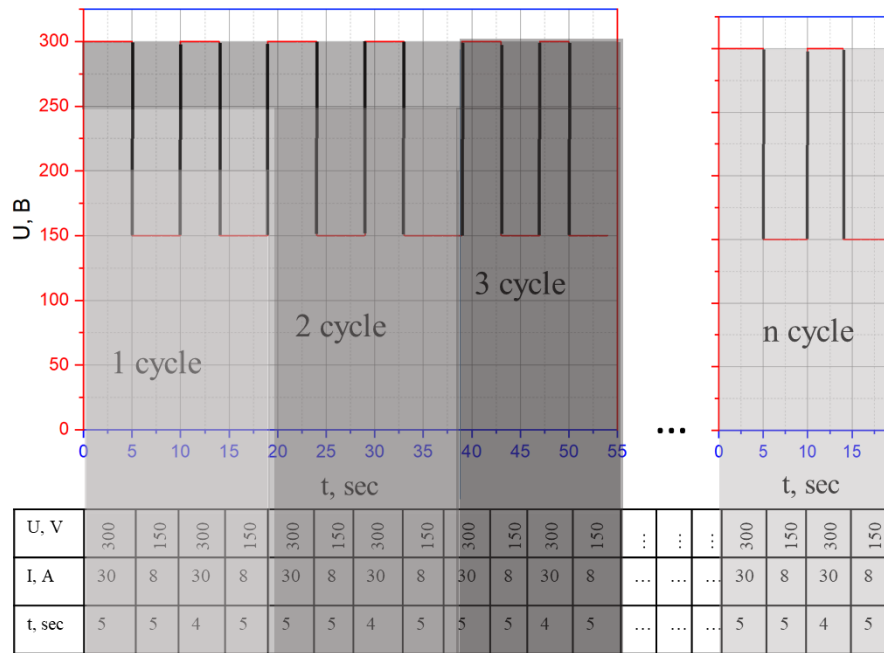 300
250
200
150
100
50
0
U, B
1 cycle
2 cycle
3 cycle
n cycle
0 5 10 15 20 25 30 35 40 45 50 55
...
0 5 10 15
t, sec
t, sec
U, V 300 150 300 150 300 150 300 150 300 150 300 150 ... ... ... 300 150 300 150
I, A 30 8 30 8 30 8 30 8 30 8 30 8 ... ... ... 30 8 30 8
t, sec 5 5 4 5 5 5 4 5 5 5 4 5 ... ... ... 5 5 4 5